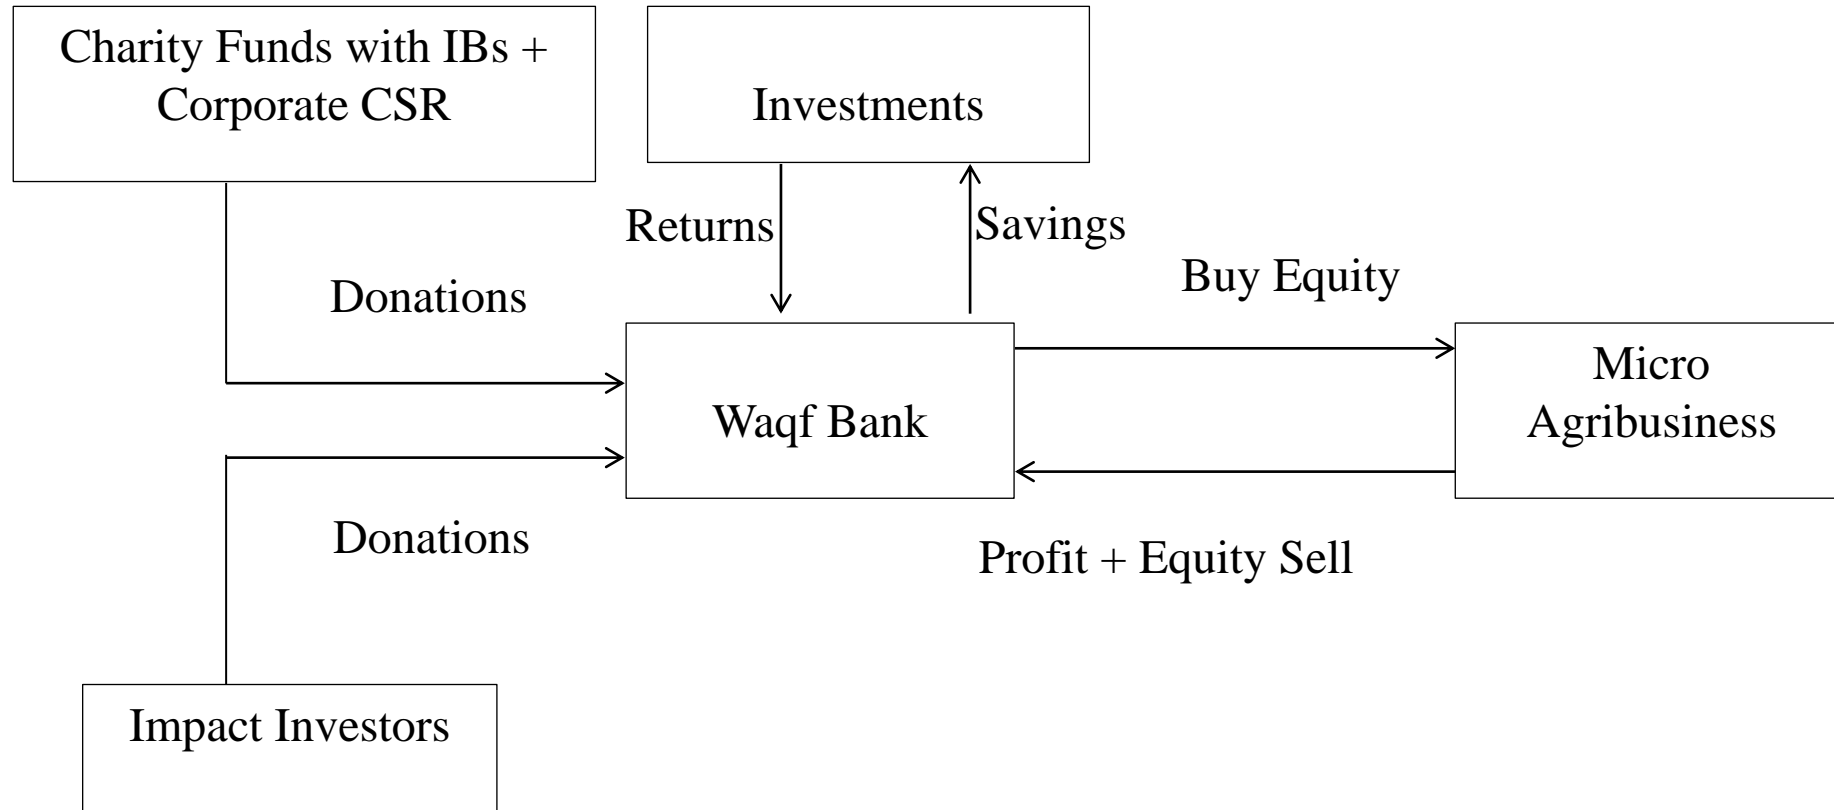 Charity Funds with IBs +
Corporate CSR
Investments
Returns
Savings
Buy Equity
Donations
Micro
Agribusiness
Waqf Bank
Donations
Profit + Equity Sell
Impact Investors